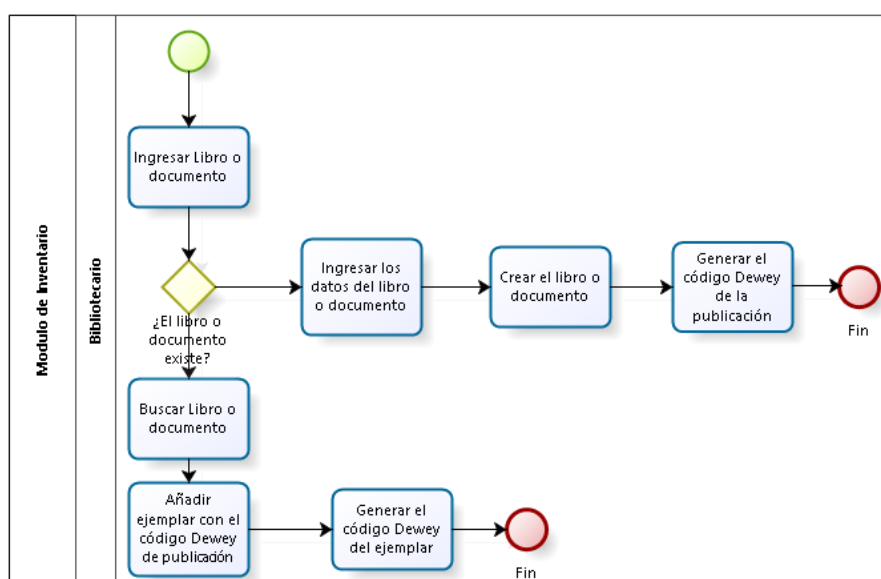 Modulo de Inventario
Bibliotecario
Ingresar Libro o
documento
¿El libro o
documento
existe?
Ingresar los
datos del libro
o documento
Crear el libro o
documento
Generar el
código Dewey
de la
publicación
Fin
Buscar Libro o
documento
Añadir
ejemplar con el
código Dewey
de publicación
Generar el
código Dewey
del ejemplar
Fin